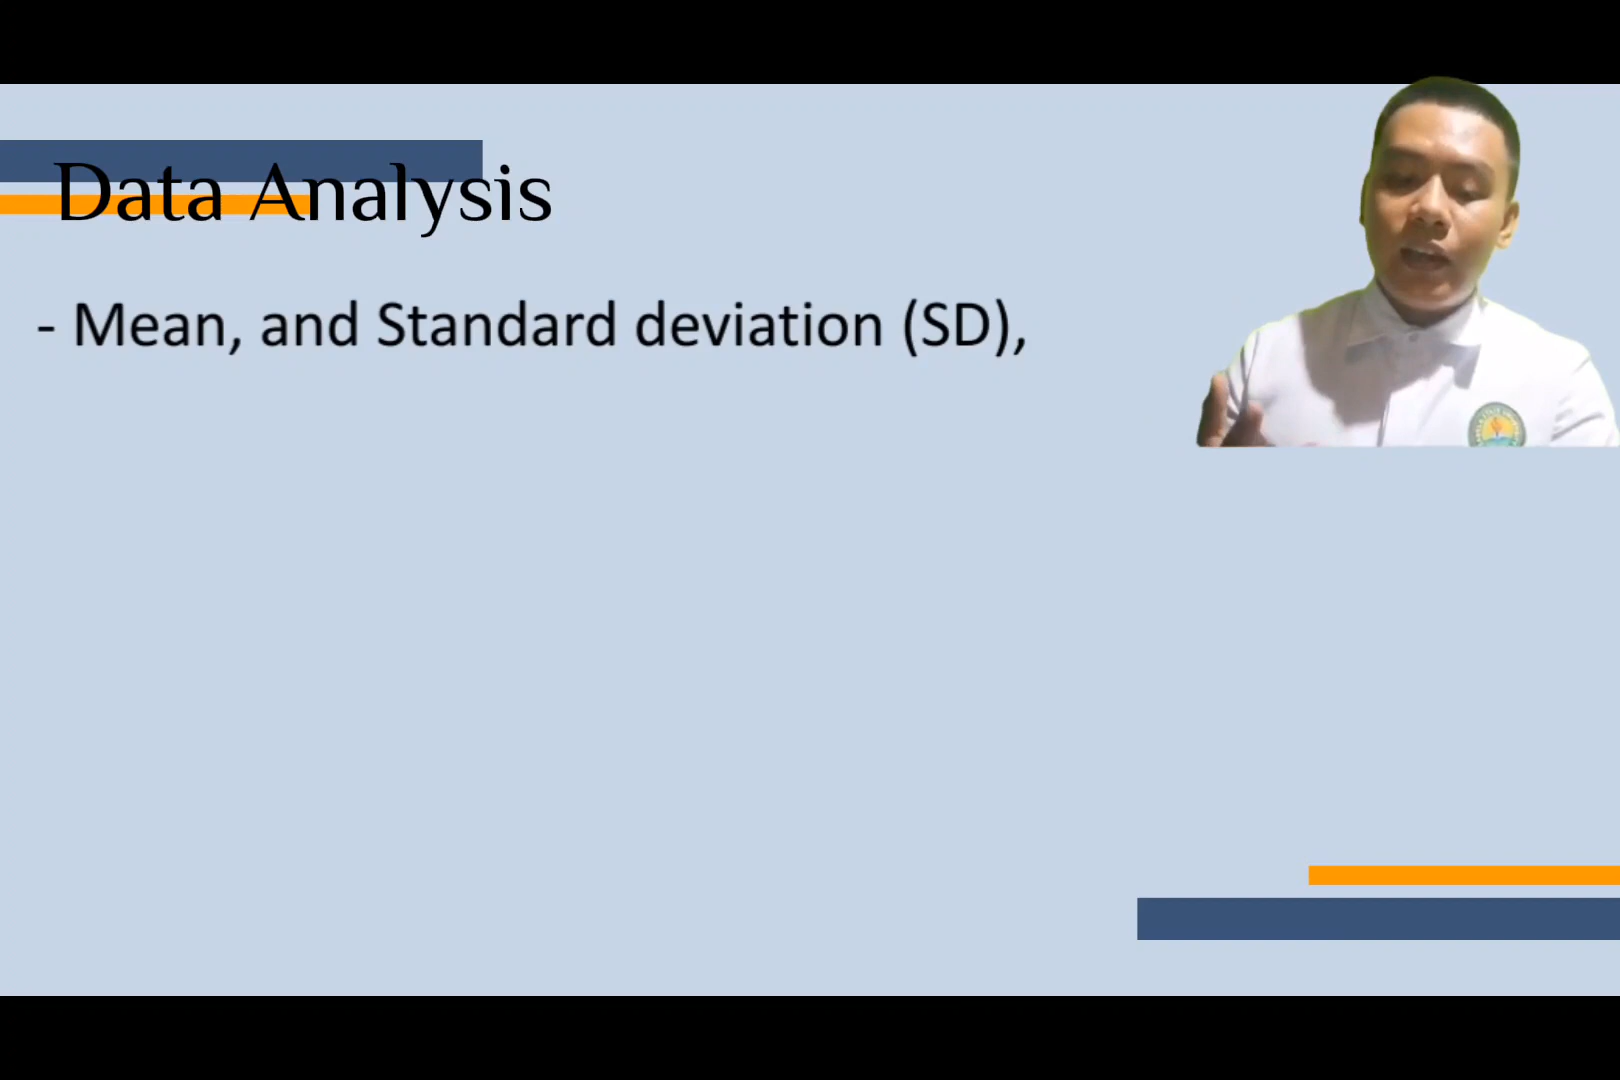 Data Analysis
- Mean, and Standard deviation (SD),